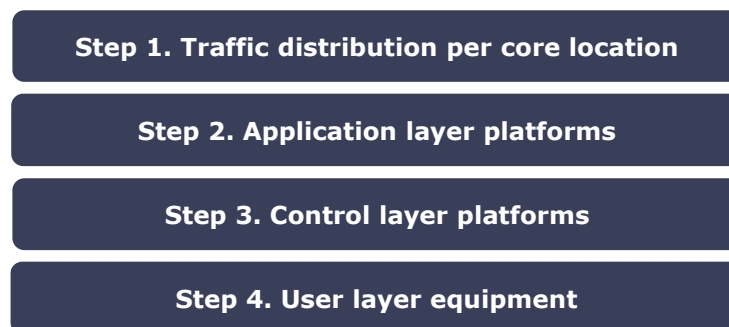 Step 1. Traffic distribution per core location
Step 2. Application layer platforms
Step 3. Control layer platforms
Step 4. User layer equipment